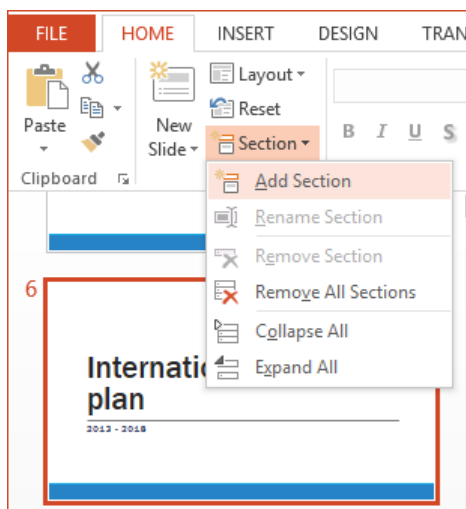 FILE HOME INSERT DESIGN TRAN
Layout
Reset
Paste New Slide Section B I U S
Clipboard
Add Section
Rename Section
Remove Section
Remove All Sections
Collapse All
Expand All
6
Internatio
plan
2013 - 2018